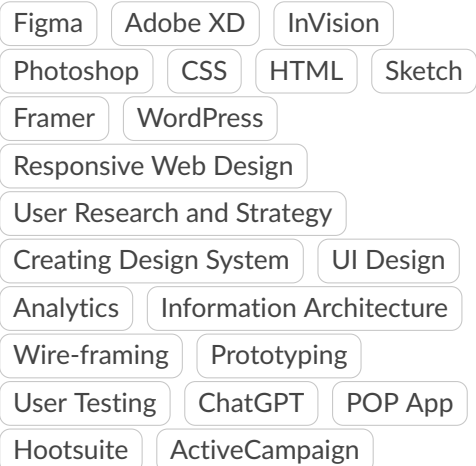 Figma Adobe XD InVision
Photoshop CSS HTML Sketch
Framer WordPress
Responsive Web Design
User Research and Strategy
Creating Design System UI Design
Analytics Information Architecture
Wire-framing Prototyping
User Testing ChatGPT POP App
Hootsuite ActiveCampaign